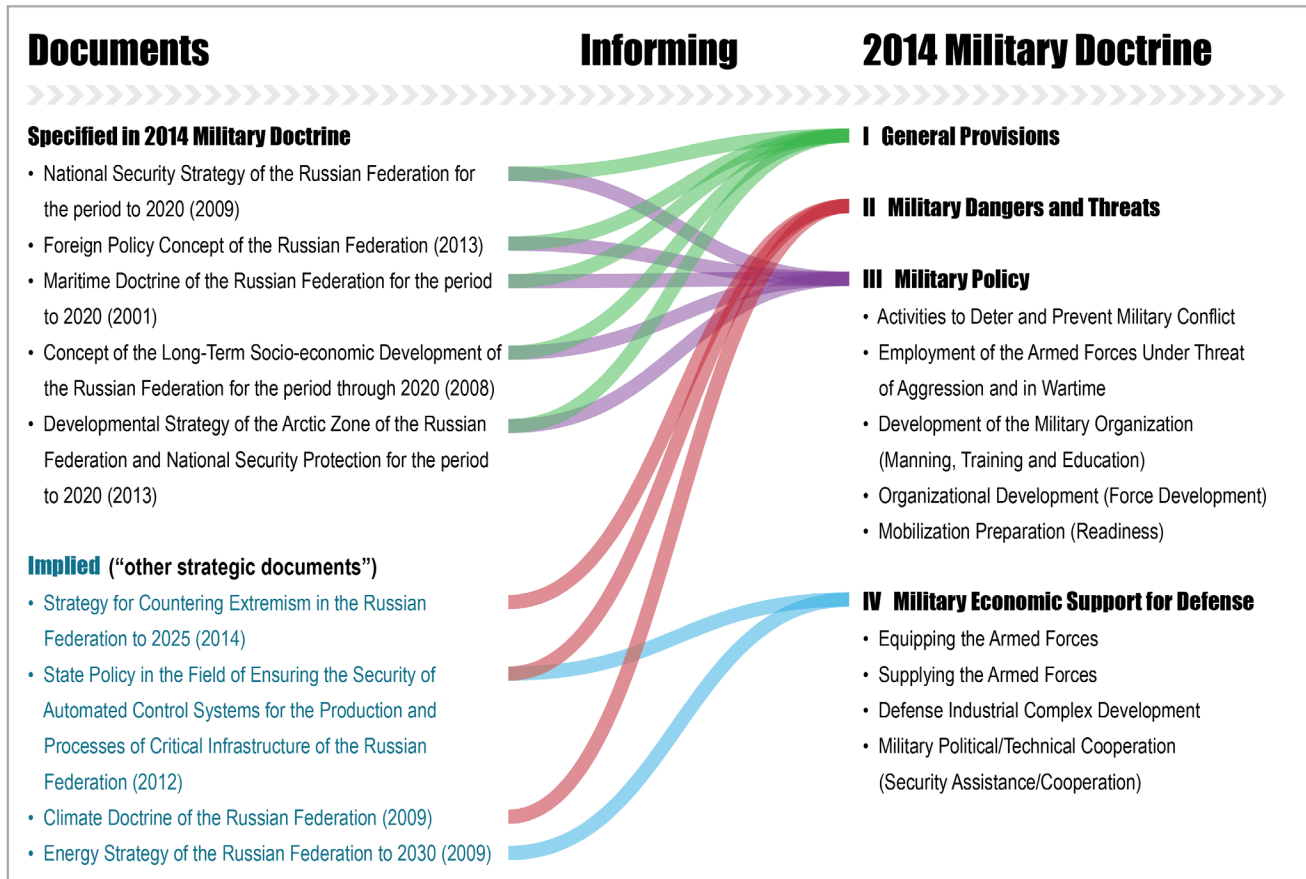 Documents
Informing
2014 Military Doctrine
Specified in 2014 Military Doctrine
• National Security Strategy of the Russian Federation for
the period to 2020 (2009)
• Foreign Policy Concept of the Russian Federation (2013)
• Maritime Doctrine of the Russian Federation for the period
to 2020 (2001)
• Concept of the Long-Term Socio-economic Development of
the Russian Federation for the period through 2020 (2008)
• Developmental Strategy of the Arctic Zone of the Russian
Federation and National Security Protection for the period
to 2020 (2013)
Implied (“other strategic documents”)
• Strategy for Countering Extremism in the Russian
Federation to 2025 (2014)
• State Policy in the Field of Ensuring the Security of
Automated Control Systems for the Production and
Processes of Critical Infrastructure of the Russian
Federation (2012)
• Climate Doctrine of the Russian Federation (2009)
• Energy Strategy of the Russian Federation to 2030 (2009)
I General Provisions
II Military Dangers and Threats
III Military Policy
• Activities to Deter and Prevent Military Conflict
• Employment of the Armed Forces Under Threat
of Aggression and in Wartime
• Development of the Military Organization
(Manning, Training and Education)
• Organizational Development (Force Development)
• Mobilization Preparation (Readiness)
IV Military Economic Support for Defense
• Equipping the Armed Forces
• Supplying the Armed Forces
• Defense Industrial Complex Development
• Military Political/Technical Cooperation
(Security Assistance/Cooperation)